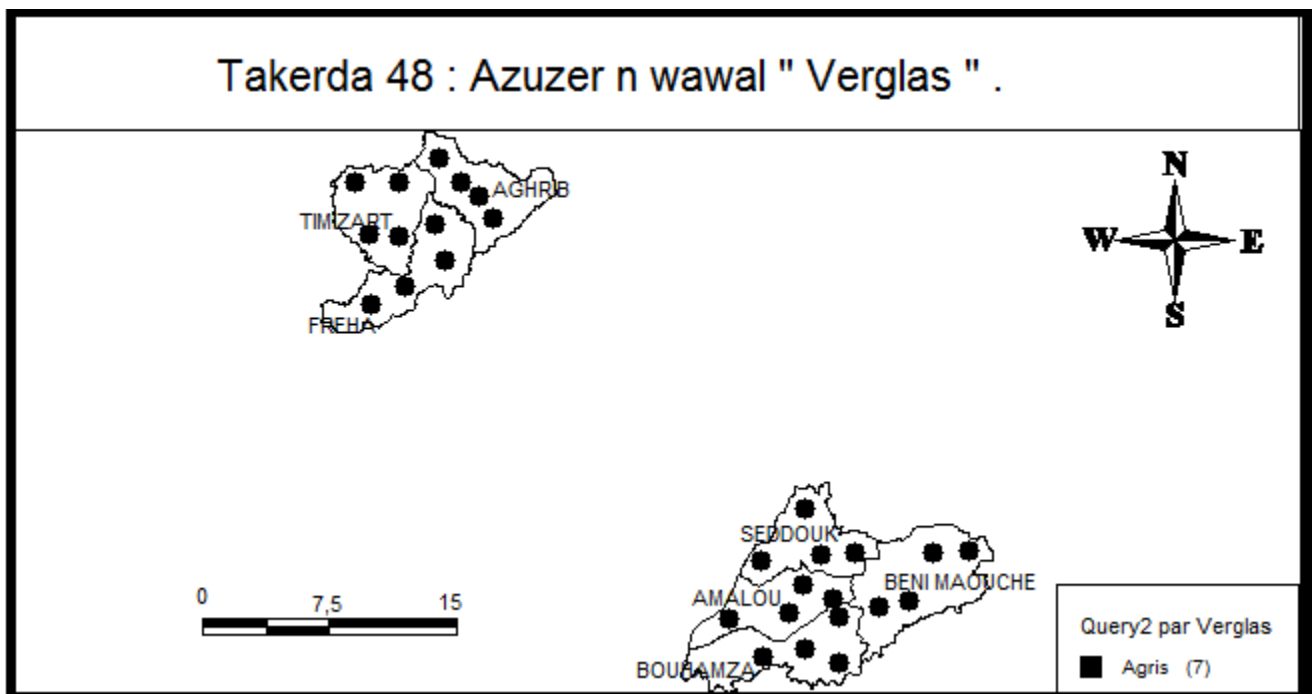 Takerda 48 : Azuzer n wawal " Verglas " .
N
AGHRIB
TIMIZART
W E
S
FREHA
SEDDOUK
BENI MAOUCHE
AMALOU
0 7,5 15
BOUHAMZA
Query2 par Verglas
Agris (7)